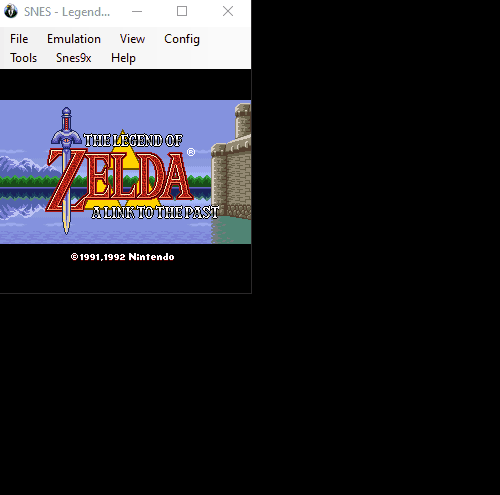 SNES - Legend...
File Emulation View Config
Tools Snes9x Help
THE LEGEND OF
ZELDA®
A LINK TO THE PAST
©1991,1992 Nintendo